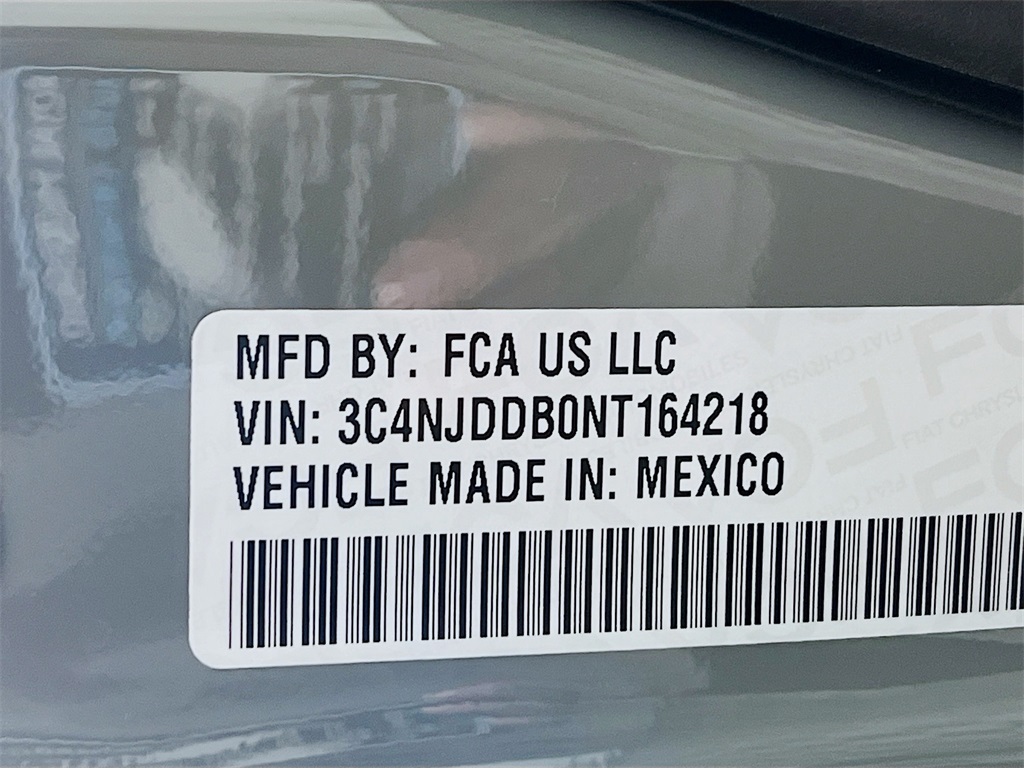 MFD BY: FCA US LLC
VIN: 3C4NJDDB0NT164218
VEHICLE MADE IN: MEXICO